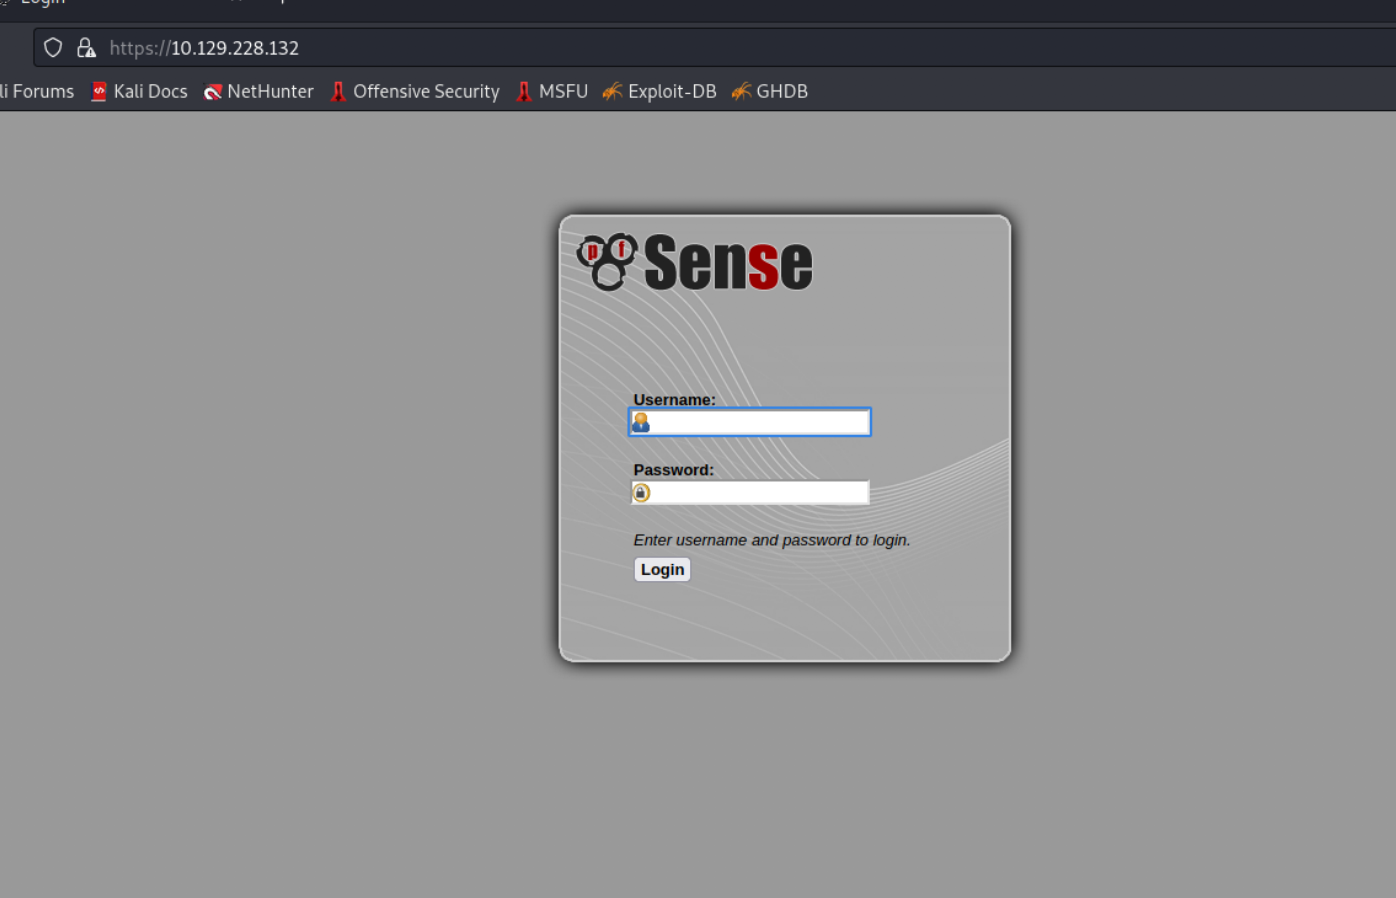 Login
https://10.129.228.132
li Forums Kali Docs NetHunter Offensive Security MSFU Exploit-DB GHDB
pf Sense
Username:
Password:
Enter username and password to login.
Login